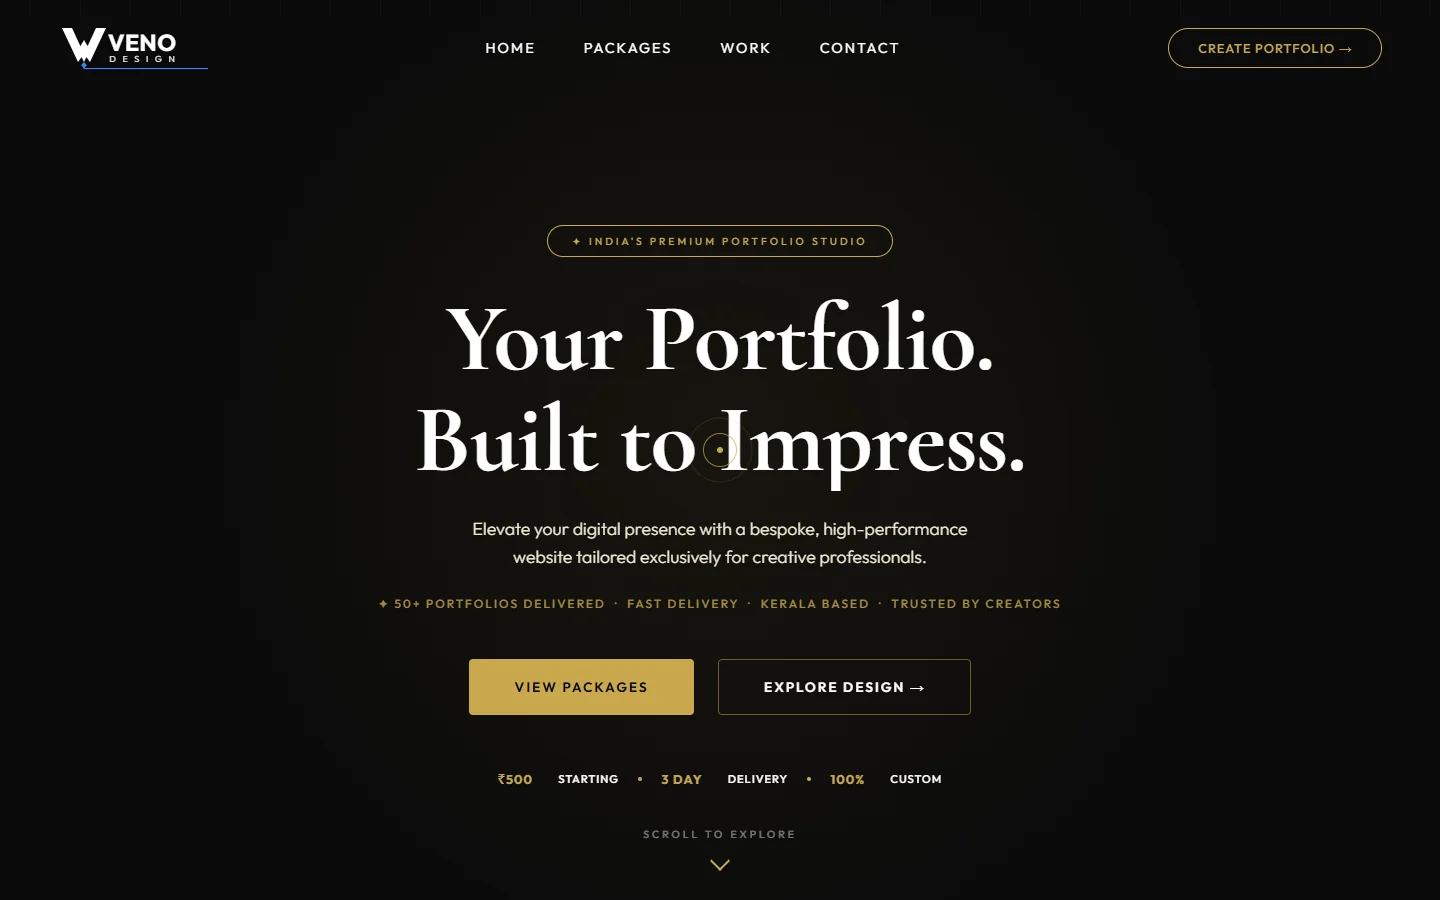 VENO
DESIGN
HOME PACKAGES WORK CONTACT
CREATE PORTFOLIO →
✦ INDIA'S PREMIUM PORTFOLIO STUDIO
Your Portfolio.
Built to Impress.
Elevate your digital presence with a bespoke, high-performance
website tailored exclusively for creative professionals.
✦ 50+ PORTFOLIOS DELIVERED · FAST DELIVERY · KERALA BASED · TRUSTED BY CREATORS
VIEW PACKAGES
EXPLORE DESIGN →
₹500 STARTING • 3 DAY DELIVERY • 100% CUSTOM
SCROLL TO EXPLORE